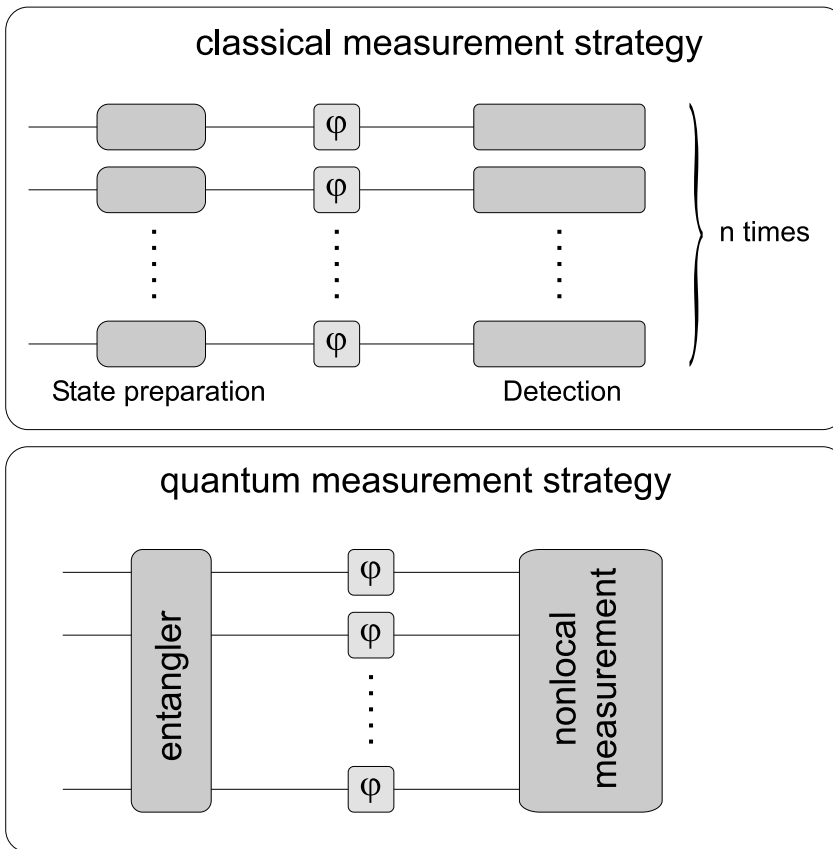 classical measurement strategy
φ
φ
φ
n times
State preparation
Detection
quantum measurement strategy
entangler
φ
φ
φ
nonlocal
measurement